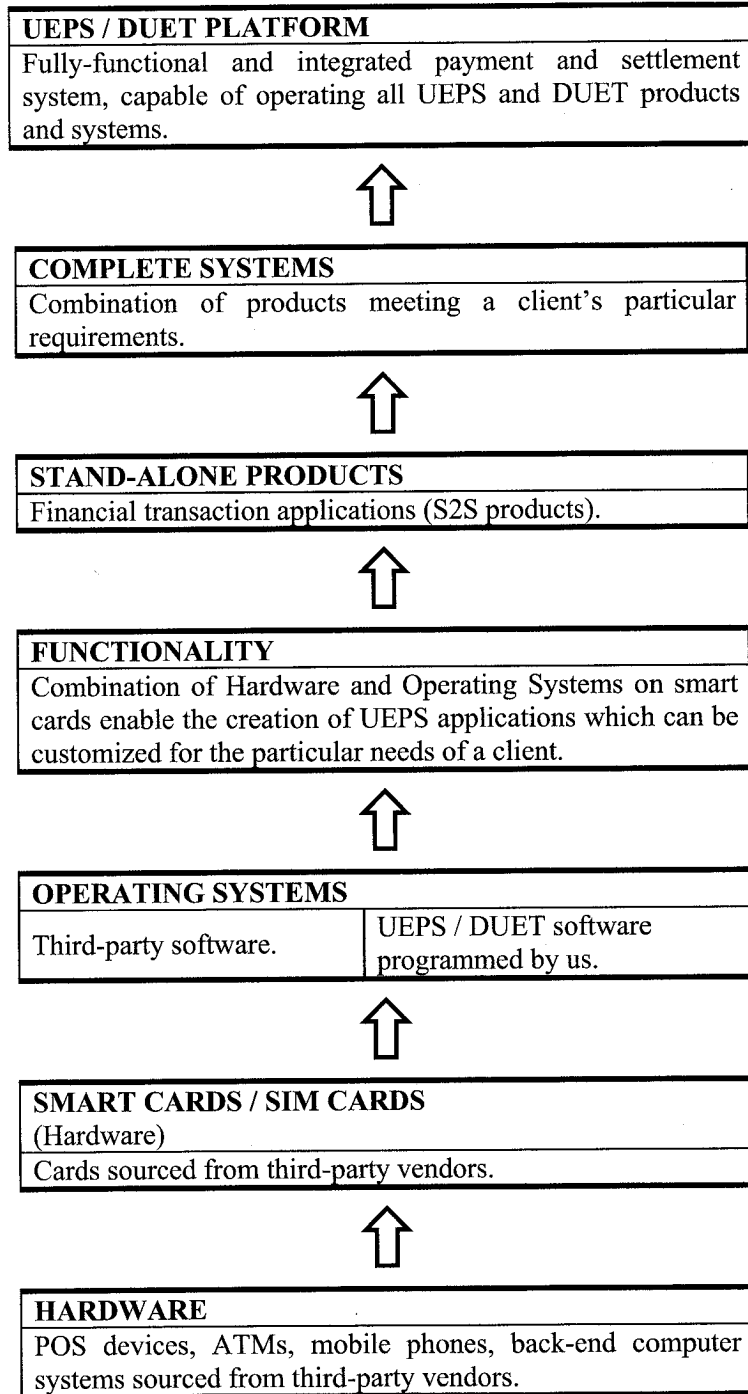 UEPS / DUET PLATFORM
Fully-functional and integrated payment and settlement
system, capable of operating all UEPS and DUET products
and systems.
COMPLETE SYSTEMS
Combination of products meeting a client's particular
requirements.
STAND-ALONE PRODUCTS
Financial transaction applications (S2S products).
FUNCTIONALITY
Combination of Hardware and Operating Systems on smart
cards enable the creation of UEPS applications which can be
customized for the particular needs of a client.
OPERATING SYSTEMS
Third-party software.
UEPS / DUET software
programmed by us.
SMART CARDS / SIM CARDS
(Hardware)
Cards sourced from third-party vendors.
HARDWARE
POS devices, ATMs, mobile phones, back-end computer
systems sourced from third-party vendors.